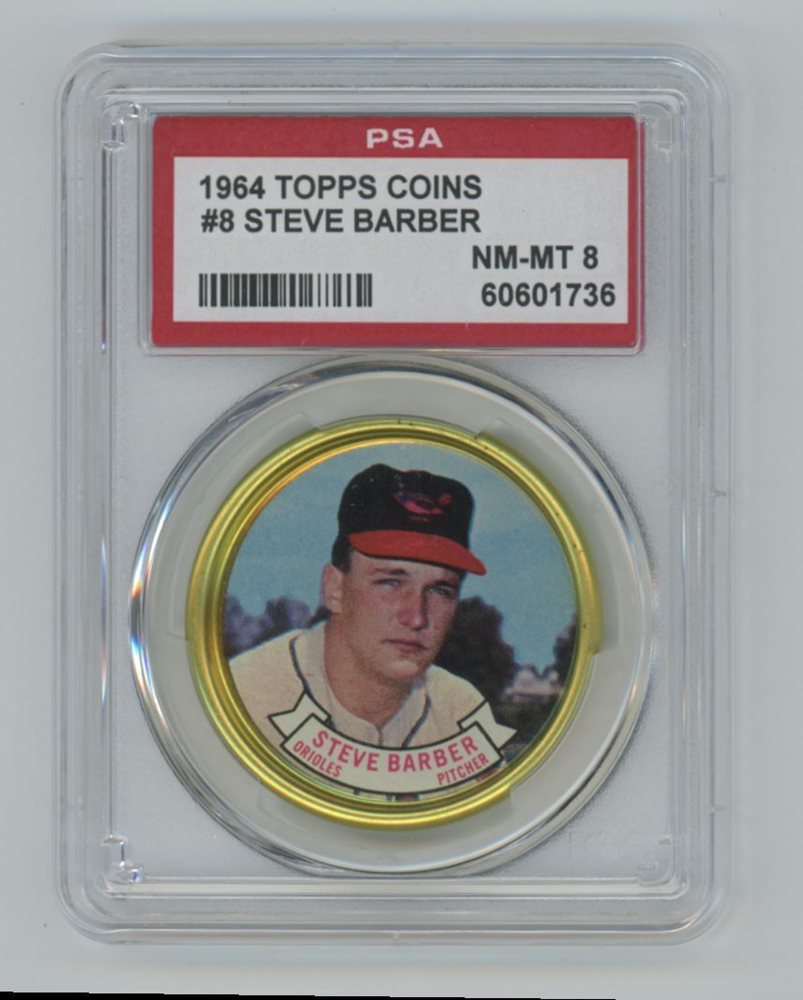 PSA
1964 TOPPS COINS
#8 STEVE BARBER
NM-MT 8
60601736
STEVE BARBER
ORIOLES PITCHER